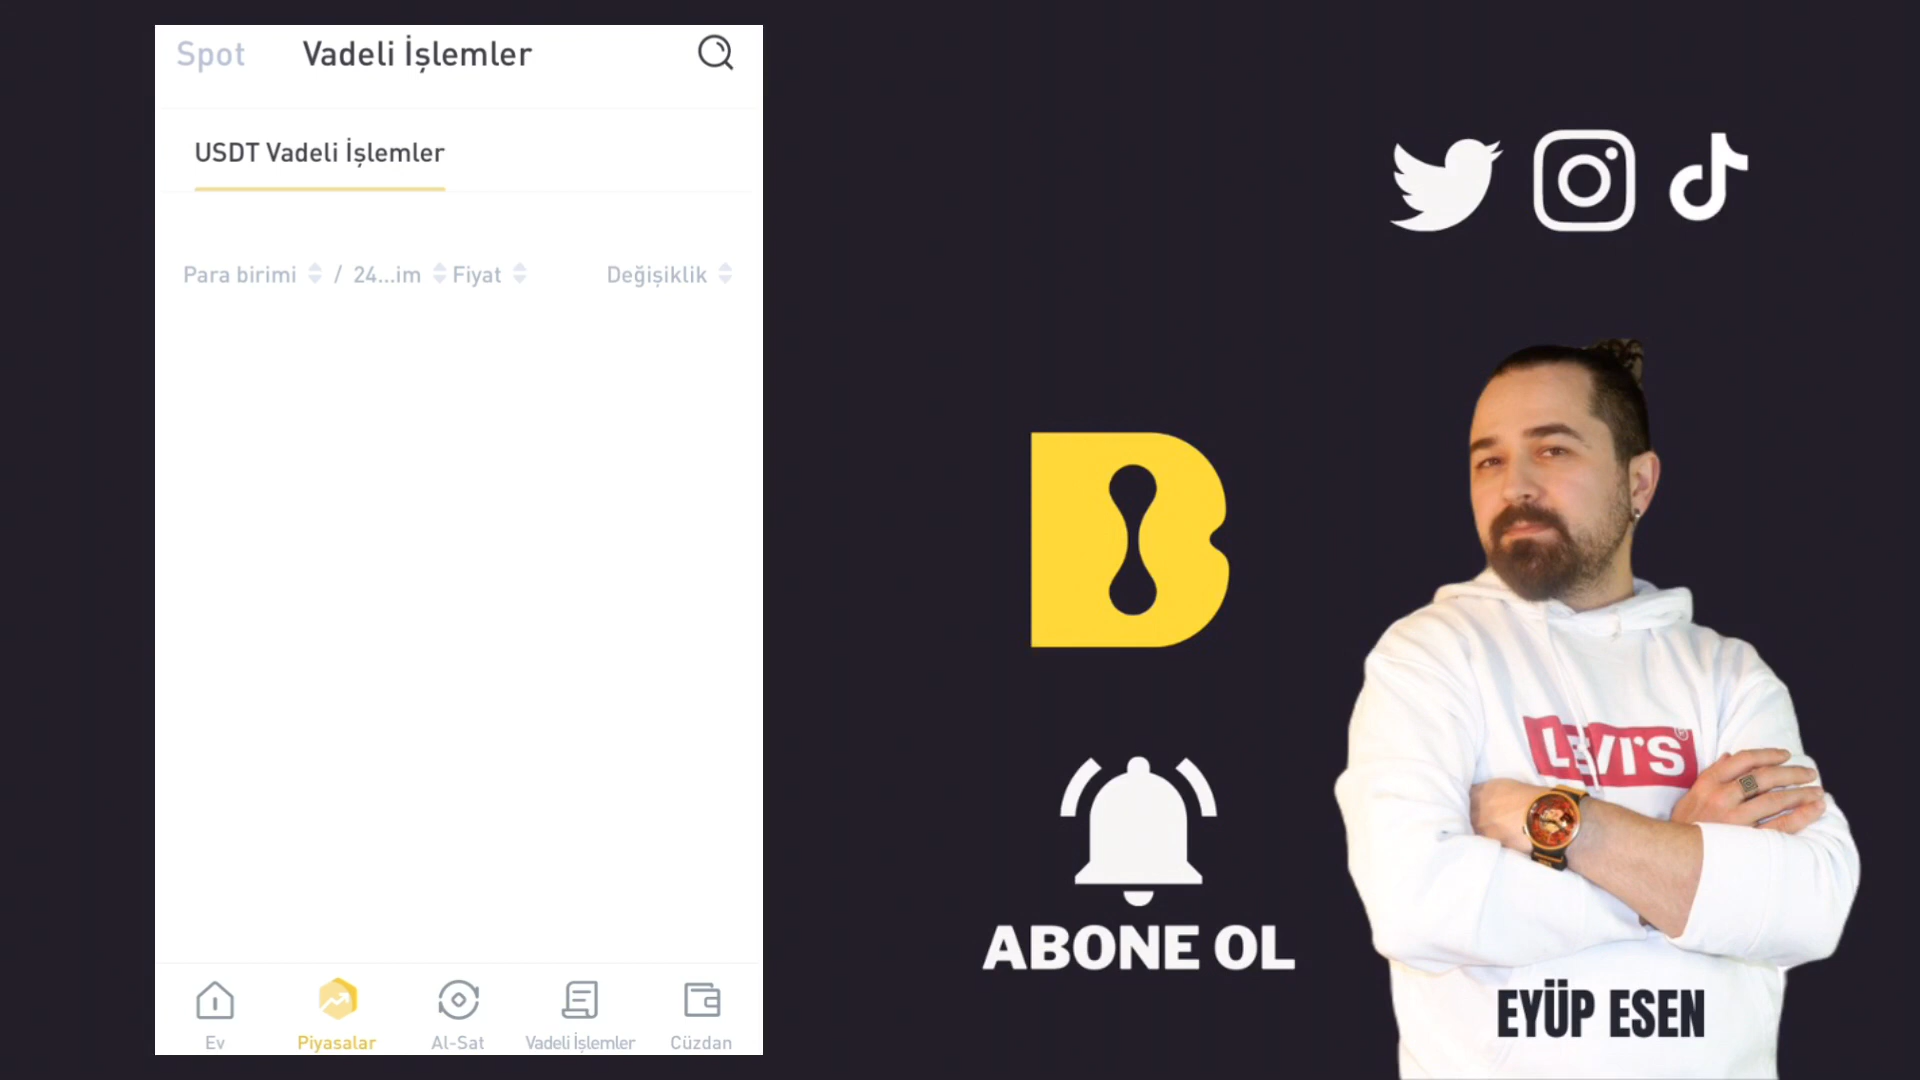 Spot Vadeli İşlemler
USDT Vadeli İşlemler
Para birimi / 24...im Fiyat Değişiklik
Ev Piyasalar Al-Sat Vadeli İşlemler Cüzdan
B
ABONE OL
LEVI'S®
EYÜP ESEN